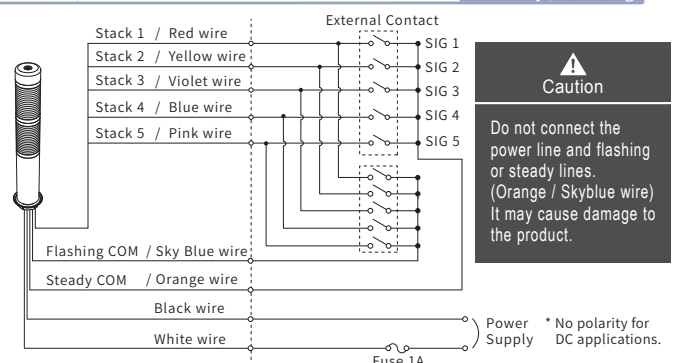 External Contact
Stack 1 / Red wire
SIG 1
Stack 2 / Yellow wire
SIG 2
Stack 3 / Violet wire
SIG 3
Stack 4 / Blue wire
SIG 4
Stack 5 / Pink wire
SIG 5
Flashing COM / Sky Blue wire
Steady COM / Orange wire
Black wire
White wire
Fuse 1A
Power
Supply
* No polarity for
DC applications.
Caution
Do not connect the
power line and flashing
or steady lines.
(Orange / Skyblue wire)
It may cause damage to
the product.